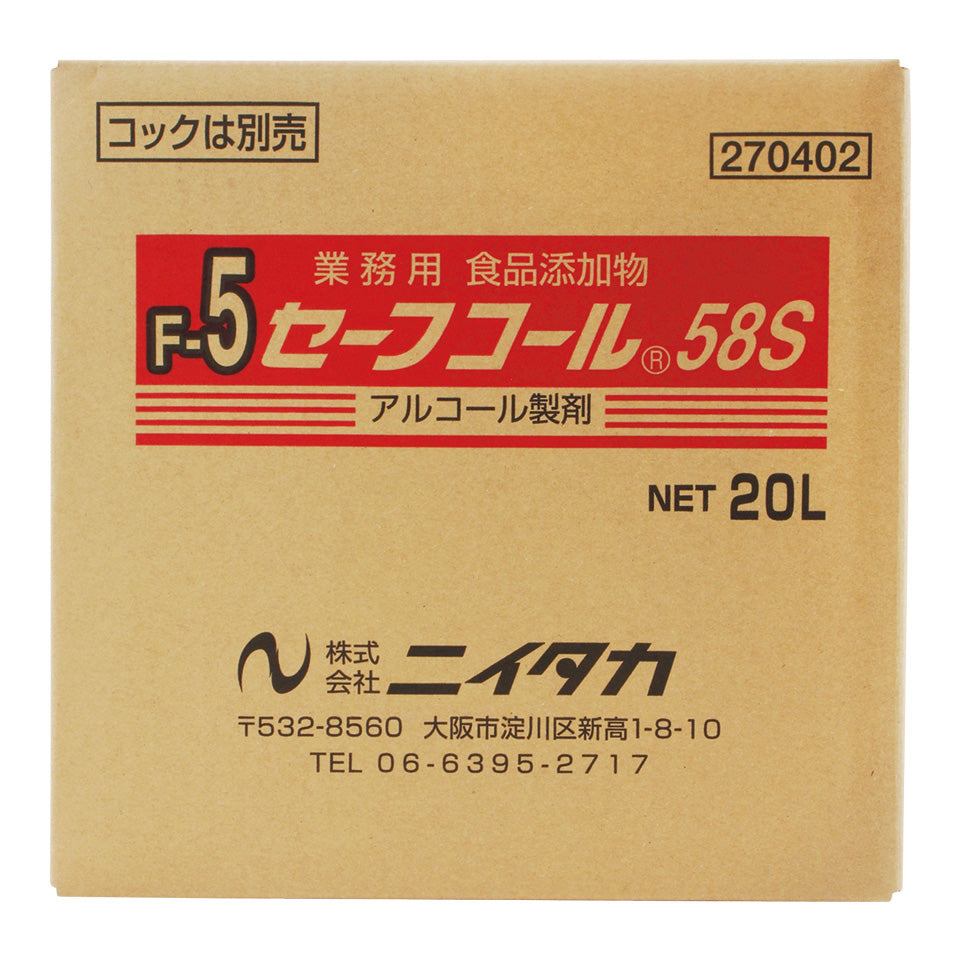 コックは別売
270402
業務用 食品添加物
F-5 セーフコール® 58S
アルコール製剤
NET 20L
株式会社 ニイタカ
〒532-8560 大阪市淀川区新高1-8-10
TEL 06-6395-2717